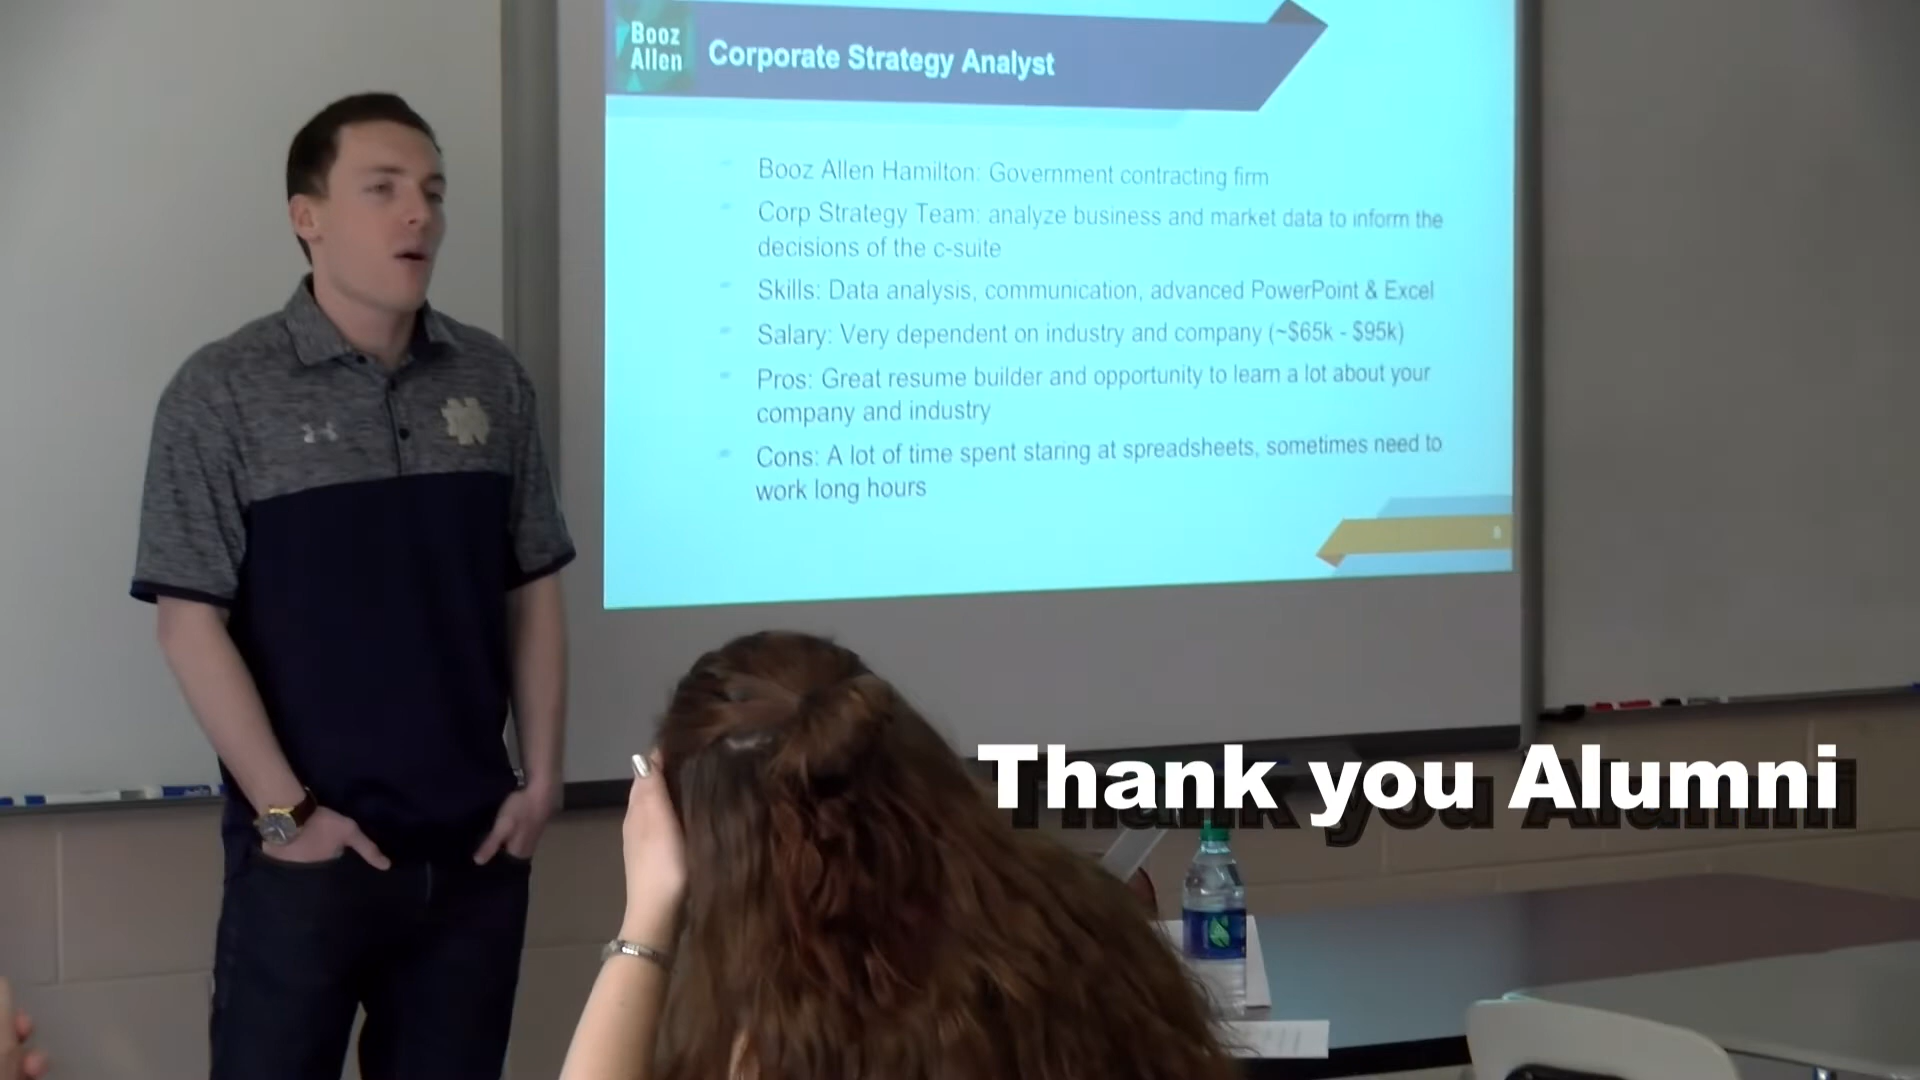 Booz
Allen
Corporate Strategy Analyst
Booz Allen Hamilton: Government contracting firm
Corp Strategy Team: analyze business and market data to inform the
decisions of the c-suite
Skills: Data analysis, communication, advanced PowerPoint & Excel
Salary: Very dependent on industry and company (~$65k - $95k)
Pros: Great resume builder and opportunity to learn a lot about your
company and industry
Cons: A lot of time spent staring at spreadsheets, sometimes need to
work long hours
8
Thank you Alumni